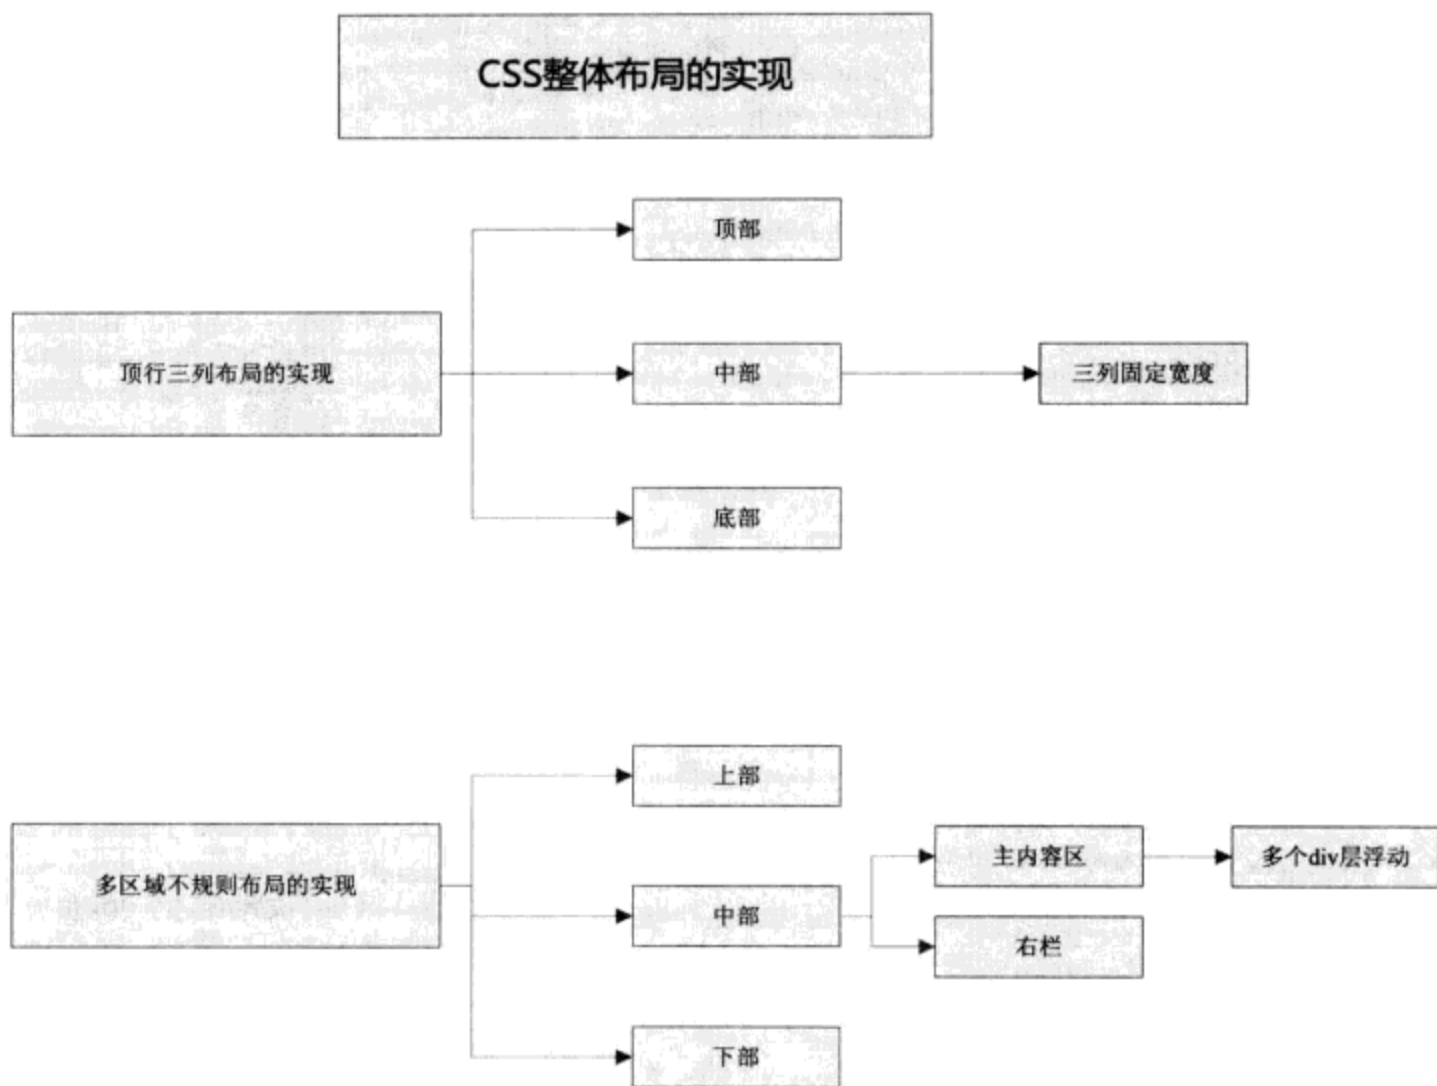 CSS整体布局的实现
顶部
顶行三列布局的实现
中部
三列固定宽度
底部
上部
多区域不规则布局的实现
中部
主内容区
多个div层浮动
右栏
下部